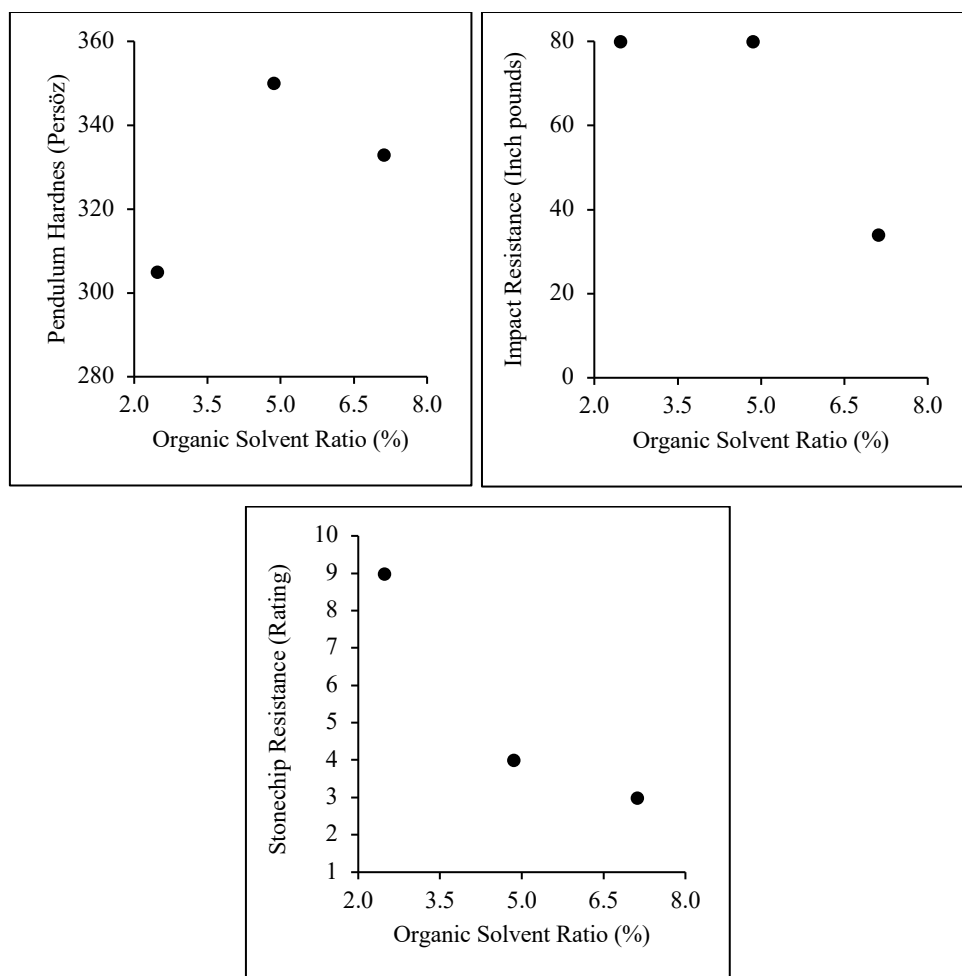 360
340
320
300
280
2.0 3.5 5.0 6.5 8.0
Pendulum Hardnes (Persöz)
Organic Solvent Ratio (%)
80
60
40
20
0
2.0 3.5 5.0 6.5 8.0
Impact Resistance (Inch pounds)
Organic Solvent Ratio (%)
10
9
8
7
6
5
4
3
2
1
2.0 3.5 5.0 6.5 8.0
Stonechip Resistance (Rating)
Organic Solvent Ratio (%)